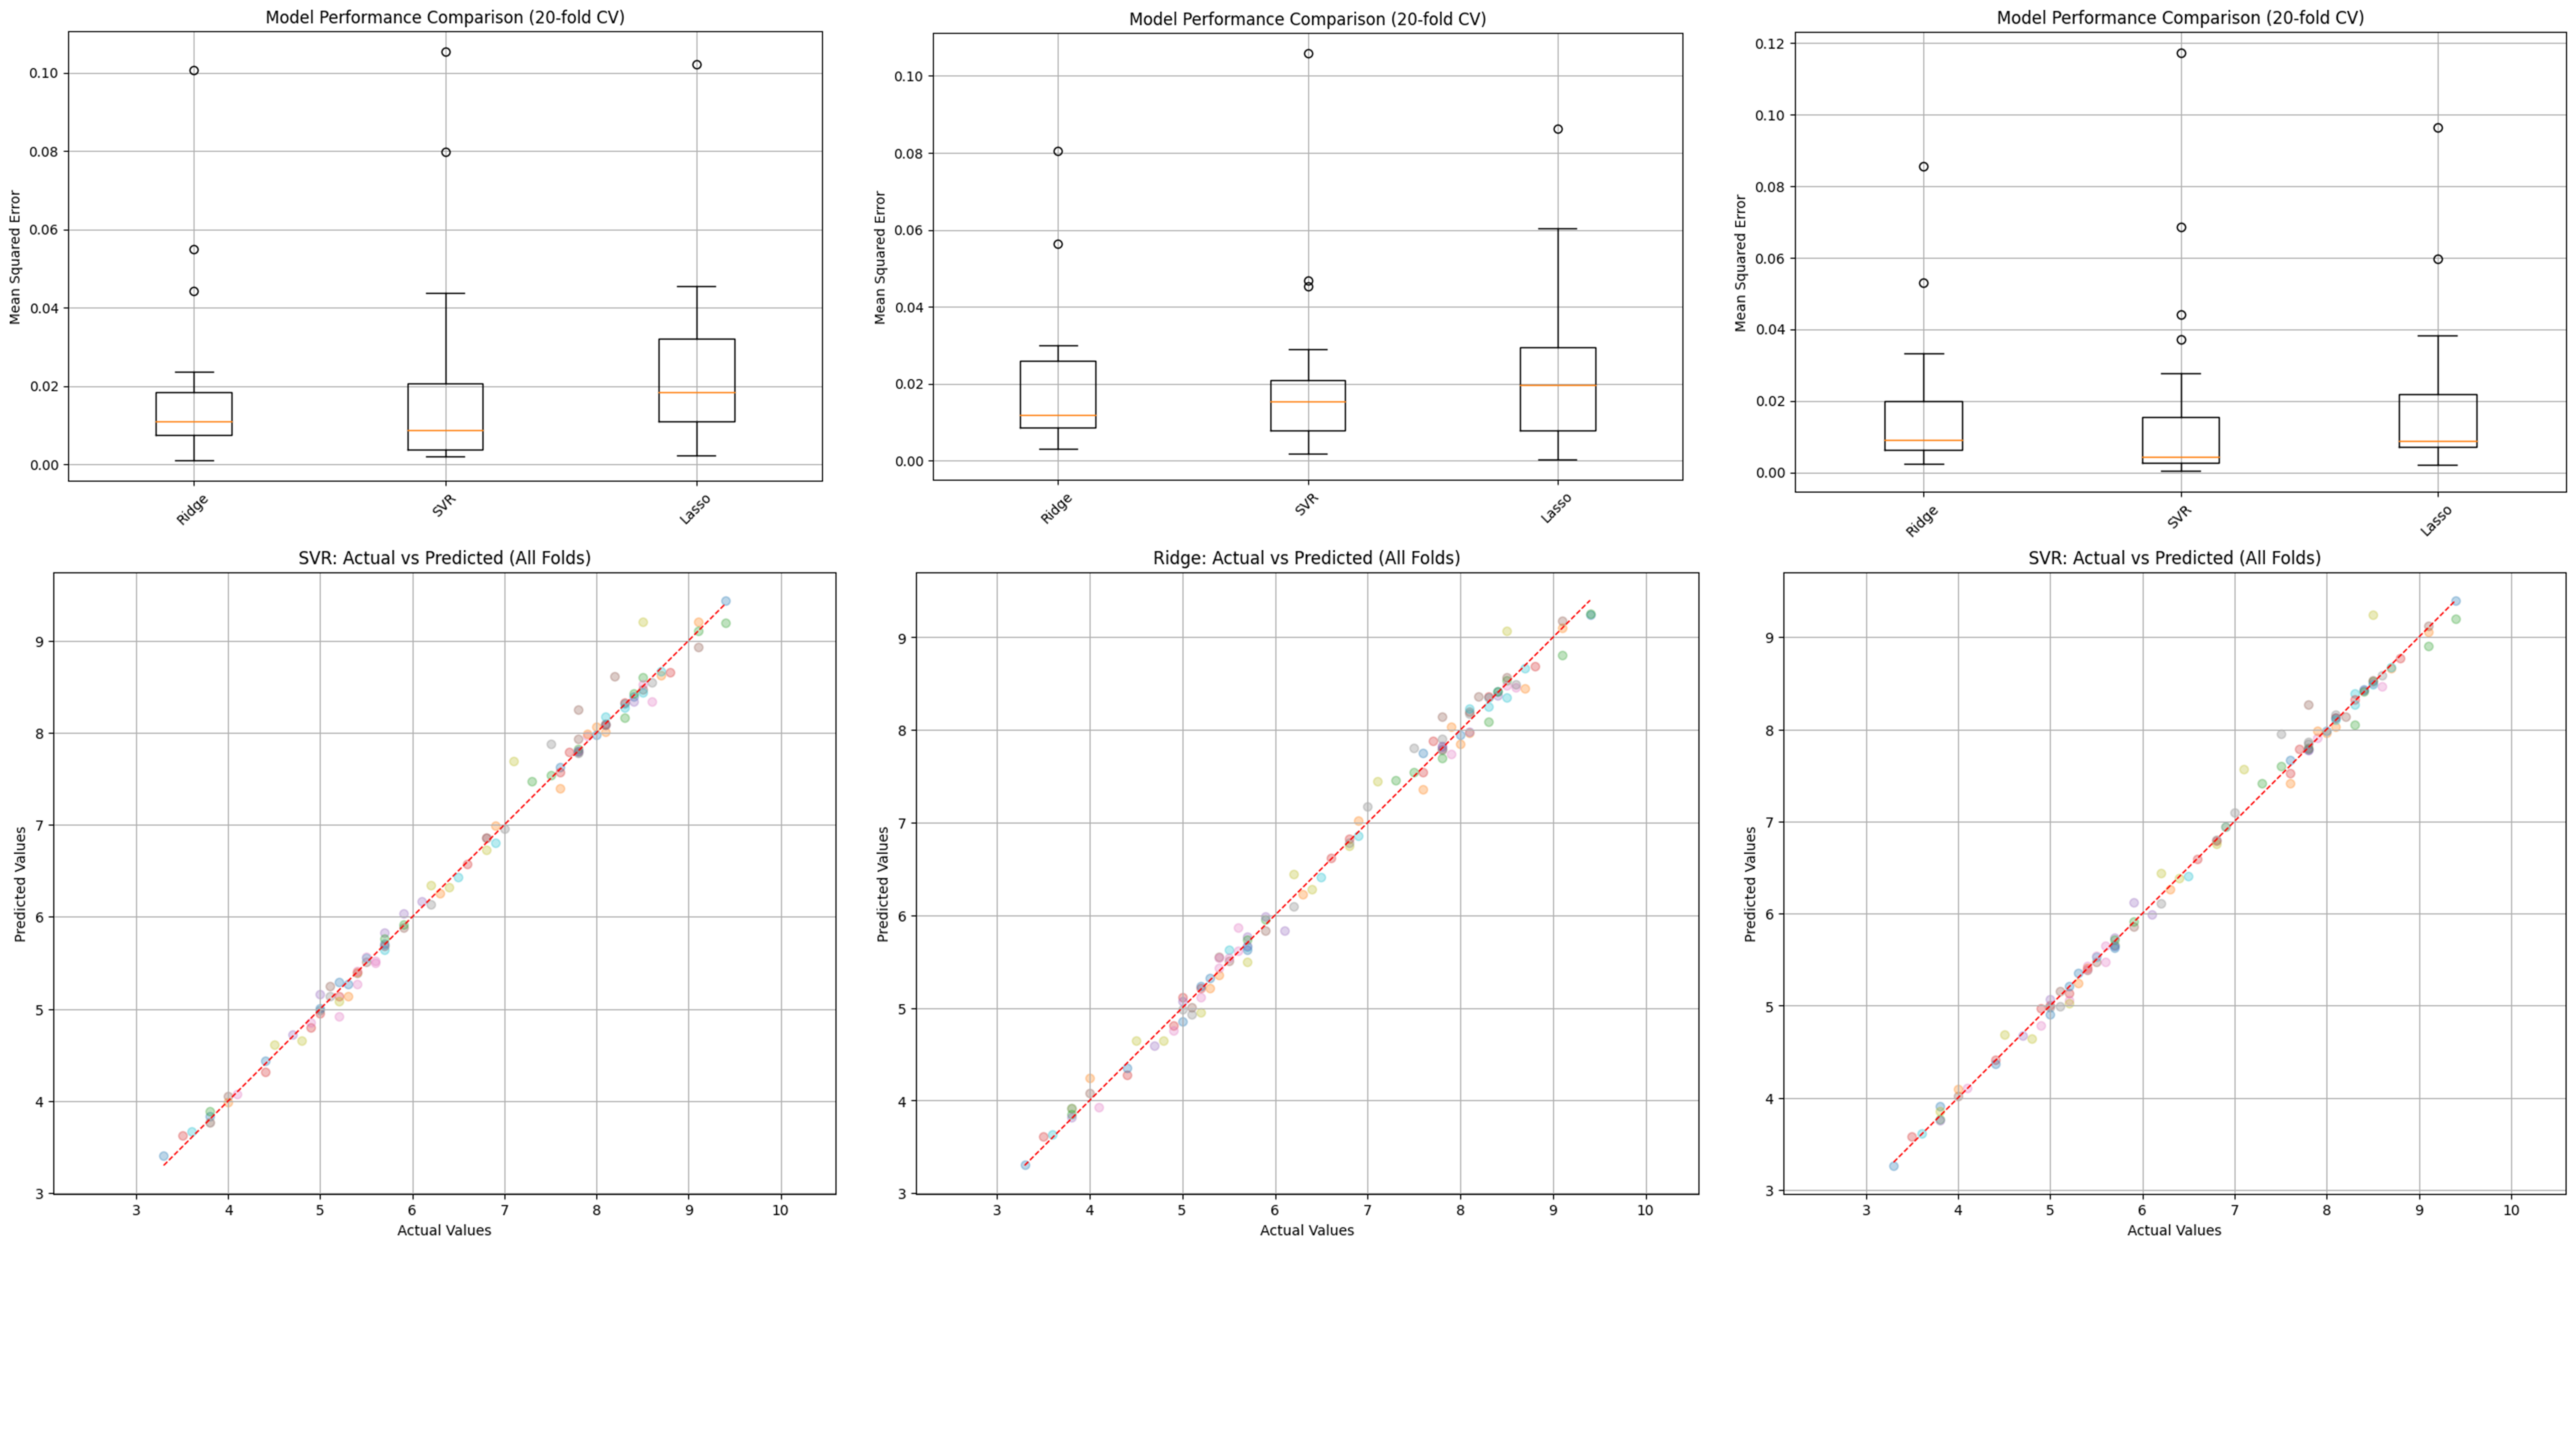 Model Performance Comparison (20-fold CV)
Mean Squared Error
0.10
0.08
0.06
0.04
0.02
0.00
Ridge
SVR
Lasso
Model Performance Comparison (20-fold CV)
Mean Squared Error
0.10
0.08
0.06
0.04
0.02
0.00
Ridge
SVR
Lasso
Model Performance Comparison (20-fold CV)
Mean Squared Error
0.12
0.10
0.08
0.06
0.04
0.02
0.00
Ridge
SVR
Lasso
SVR: Actual vs Predicted (All Folds)
Predicted Values
9
8
7
6
5
4
3
3 4 5 6 7 8 9 10
Actual Values
Ridge: Actual vs Predicted (All Folds)
Predicted Values
9
8
7
6
5
4
3
3 4 5 6 7 8 9 10
Actual Values
SVR: Actual vs Predicted (All Folds)
Predicted Values
9
8
7
6
5
4
3
3 4 5 6 7 8 9 10
Actual Values